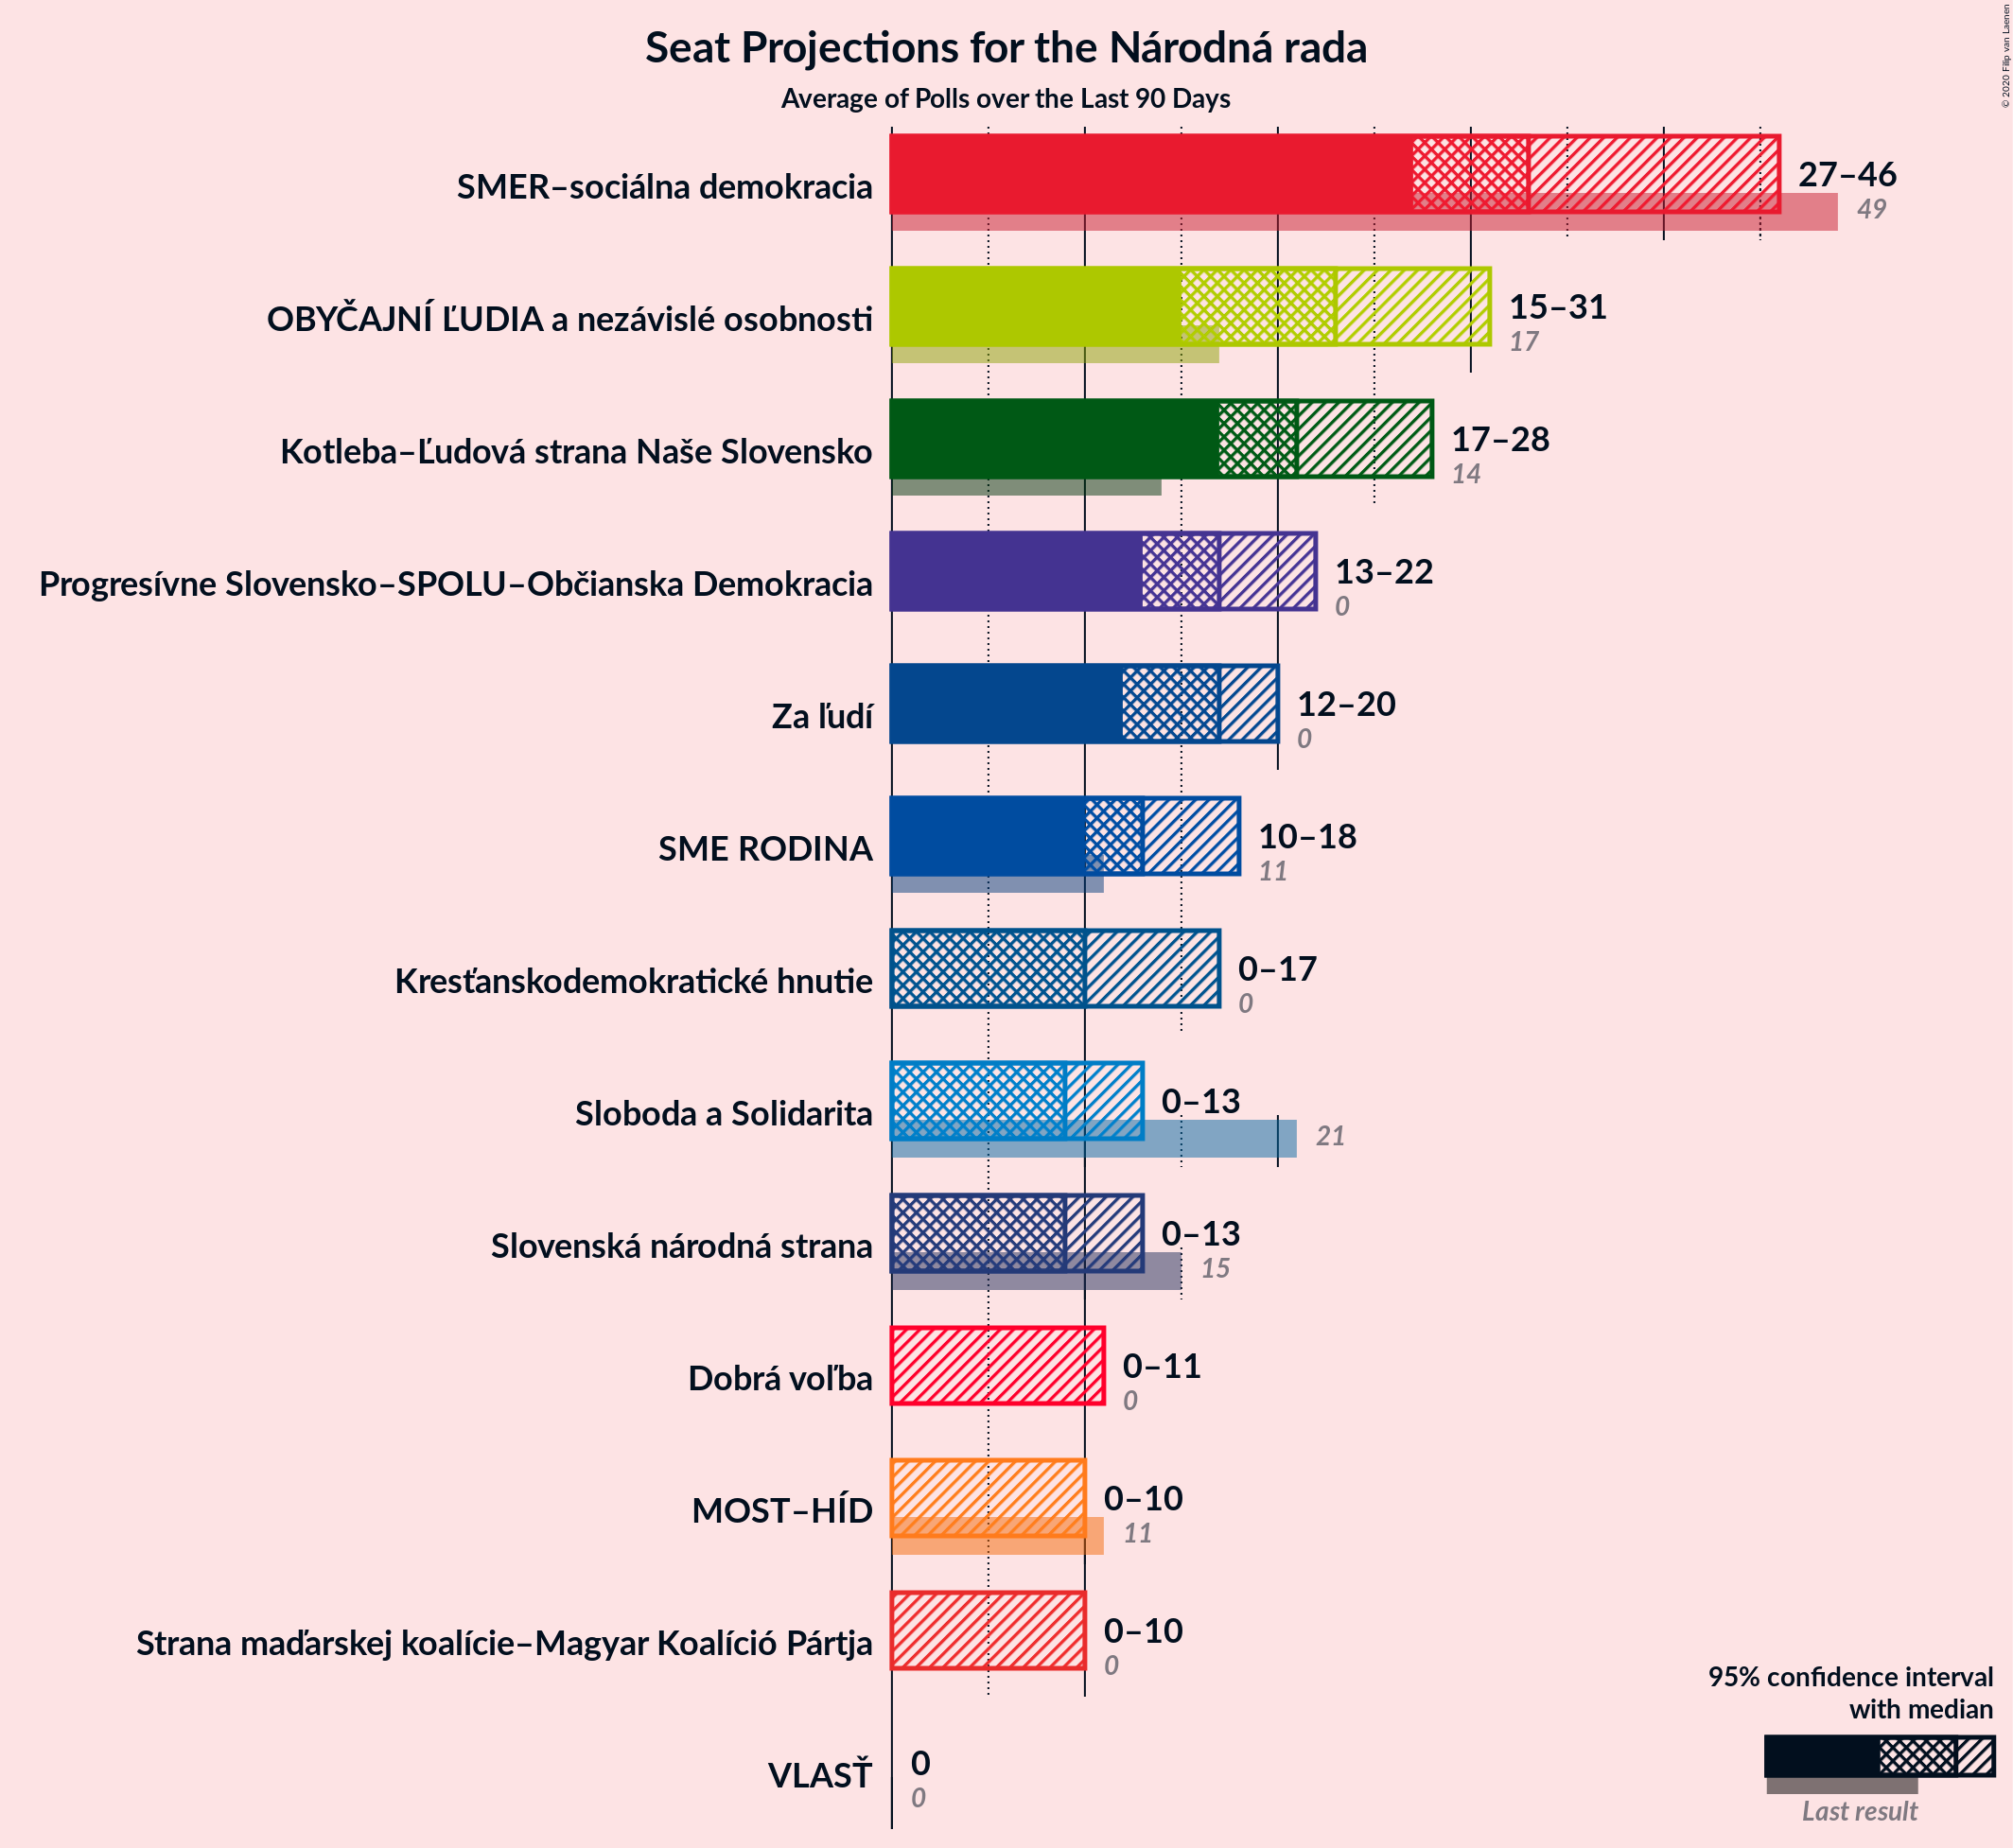 Seat Projections for the Národná rada
Average of Polls over the Last 90 Days
© 2020 Filip van Laenen
SMER–sociálna demokracia
27–46
49
OBYČAJNÍ ĽUDIA a nezávislé osobnosti
15–31
17
Kotleba–Ľudová strana Naše Slovensko
17–28
14
Progresívne Slovensko–SPOLU–Občianska Demokracia
13–22
0
Za ľudí
12–20
0
SME RODINA
10–18
11
Kresťanskodemokratické hnutie
0–17
0
Sloboda a Solidarita
0–13
21
Slovenská národná strana
0–13
15
Dobrá voľba
0–11
0
MOST–HÍD
0–10
11
Strana maďarskej koalície–Magyar Koalíció Pártja
0–10
0
VLASŤ
0
0
95% confidence interval
with median
Last result